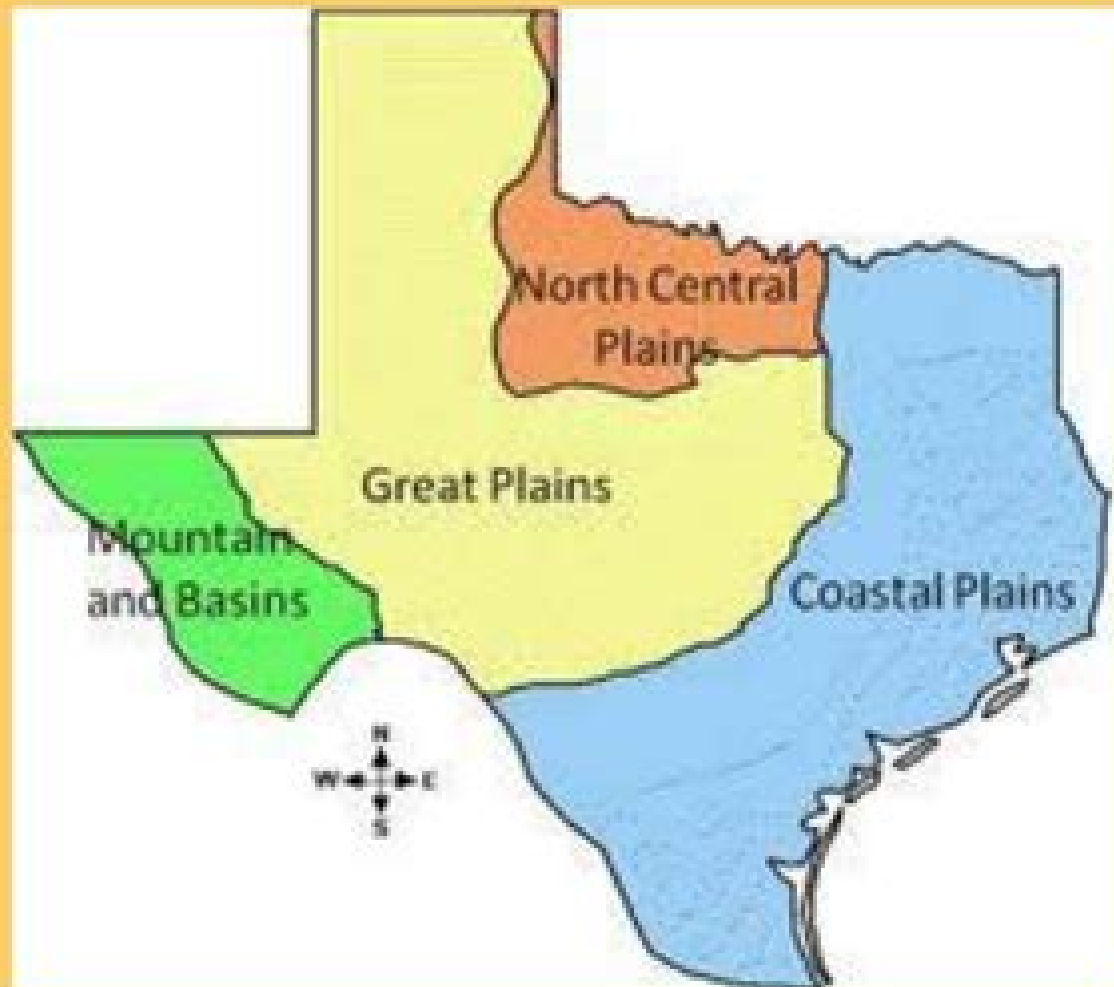 North Central
Plains
Great Plains
Mountain
and Basins
Coastal Plains
N
W E
S